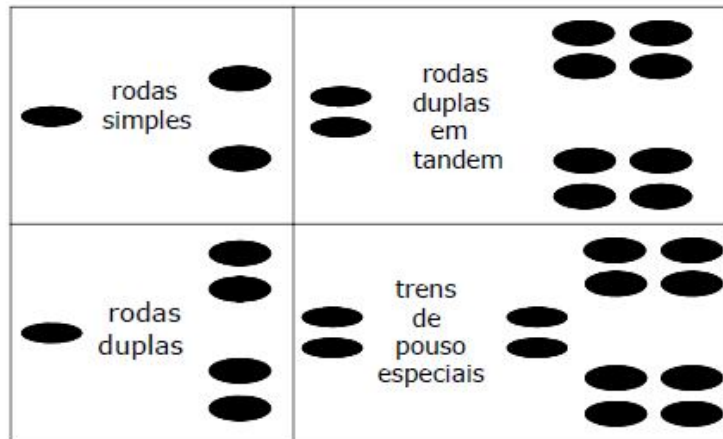 rodas
simples
rodas
duplas
em
tandem
rodas
duplas
trens
de
pouso
especiais